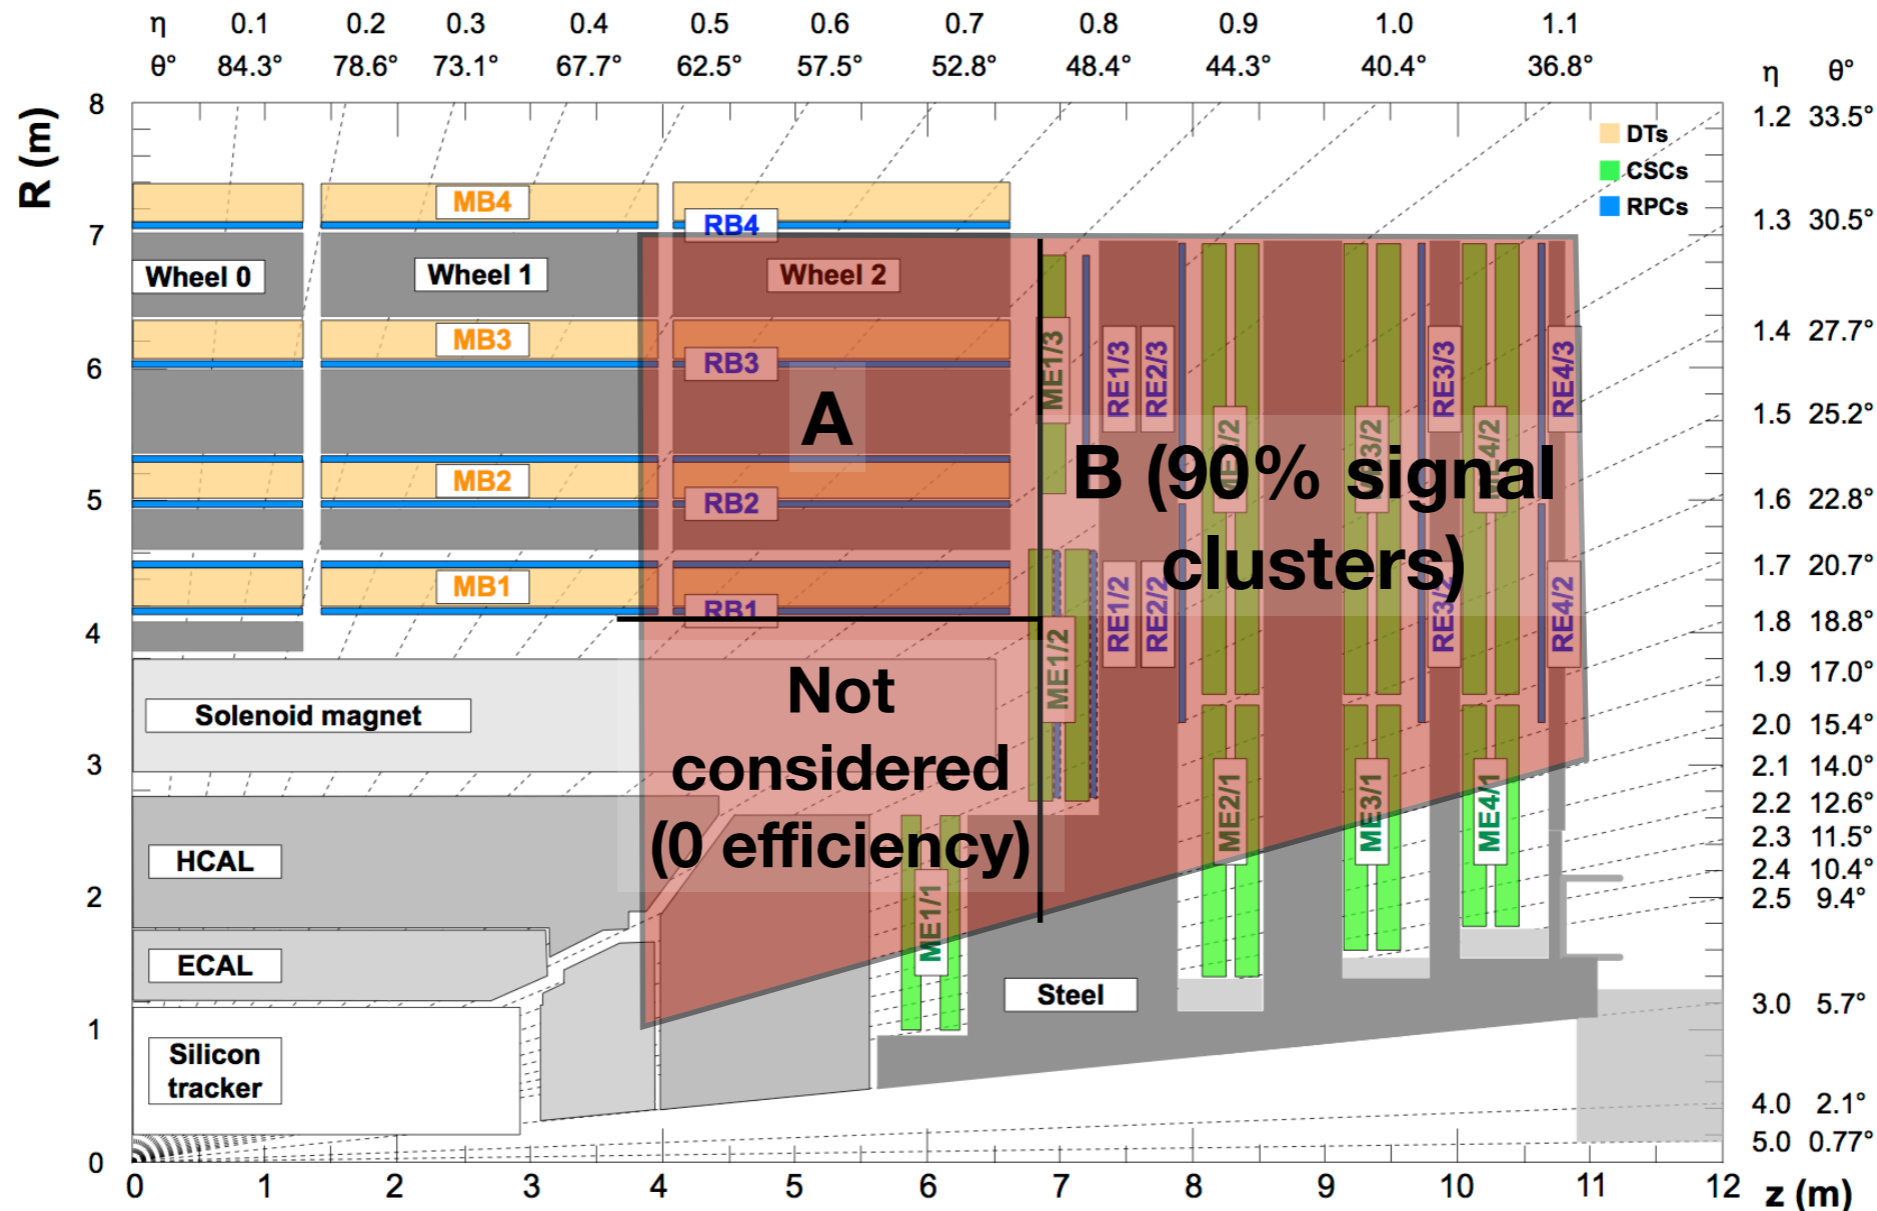 η 0.1 0.2 0.3 0.4 0.5 0.6 0.7 0.8 0.9 1.0 1.1
θ° 84.3° 78.6° 73.1° 67.7° 62.5° 57.5° 52.8° 48.4° 44.3° 40.4° 36.8°
η θ°
R (m)
8
7
6
5
4
3
2
1
0
1.2 33.5°
1.3 30.5°
1.4 27.7°
1.5 25.2°
1.6 22.8°
1.7 20.7°
1.8 18.8°
1.9 17.0°
2.0 15.4°
2.1 14.0°
2.2 12.6°
2.3 11.5°
2.4 10.4°
2.5 9.4°
3.0 5.7°
4.0 2.1°
5.0 0.77°
DTs
CSCs
RPCs
MB4
RB4
Wheel 0
Wheel 1
Wheel 2
MB3
RB3
A
MB2
RB2
MB1
RB1
ME1/3
RE1/3
RE2/3
RE3/3
RE4/3
B (90% signal
clusters)
ME3/2
ME4/2
ME1/2
RE1/2
RE2/2
RE3/2
RE4/2
Not
considered
(0 efficiency)
Solenoid magnet
HCAL
ECAL
Silicon
tracker
ME1/1
ME2/1
ME3/1
ME4/1
Steel
0 1 2 3 4 5 6 7 8 9 10 11 12
z (m)